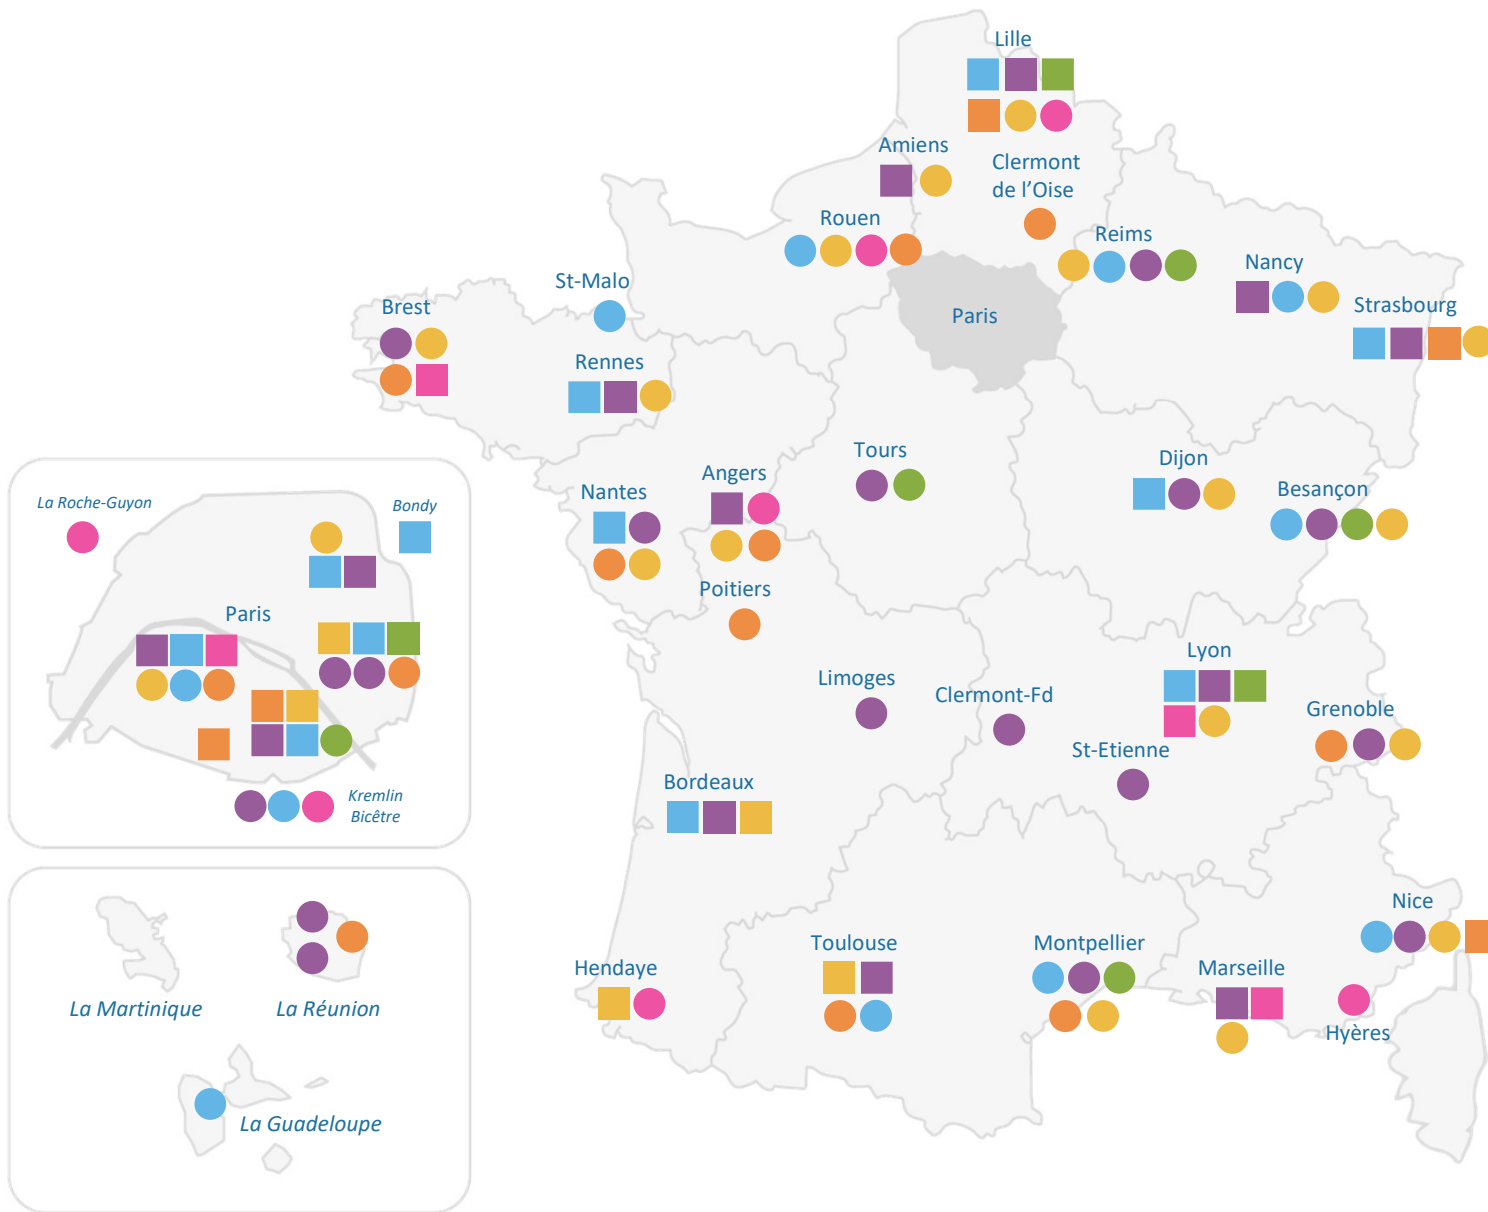 Lille
Amiens
Clermont
de l'Oise
Rouen
Reims
Nancy
St-Malo
Brest
Strasbourg
Paris
Rennes
Tours
Dijon
Angers
Nantes
Besançon
La Roche-Guyon
Bondy
Poitiers
Paris
Lyon
Limoges
Clermont-Fd
Grenoble
St-Etienne
Bordeaux
Kremlin
Bicêtre
Nice
Toulouse
Montpellier
Hendaye
Marseille
La Martinique
La Réunion
Hyères
La Guadeloupe